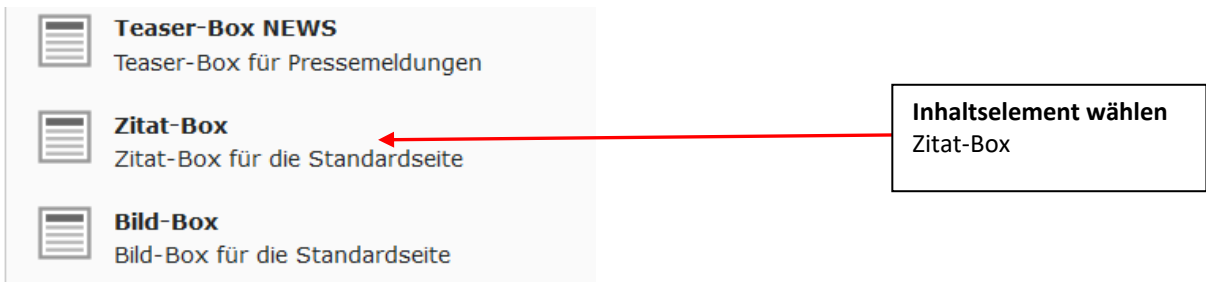 Teaser-Box NEWS
Teaser-Box für Pressemeldungen
Zitat-Box
Zitat-Box für die Standardseite
Bild-Box
Bild-Box für die Standardseite
Inhaltselement wählen
Zitat-Box